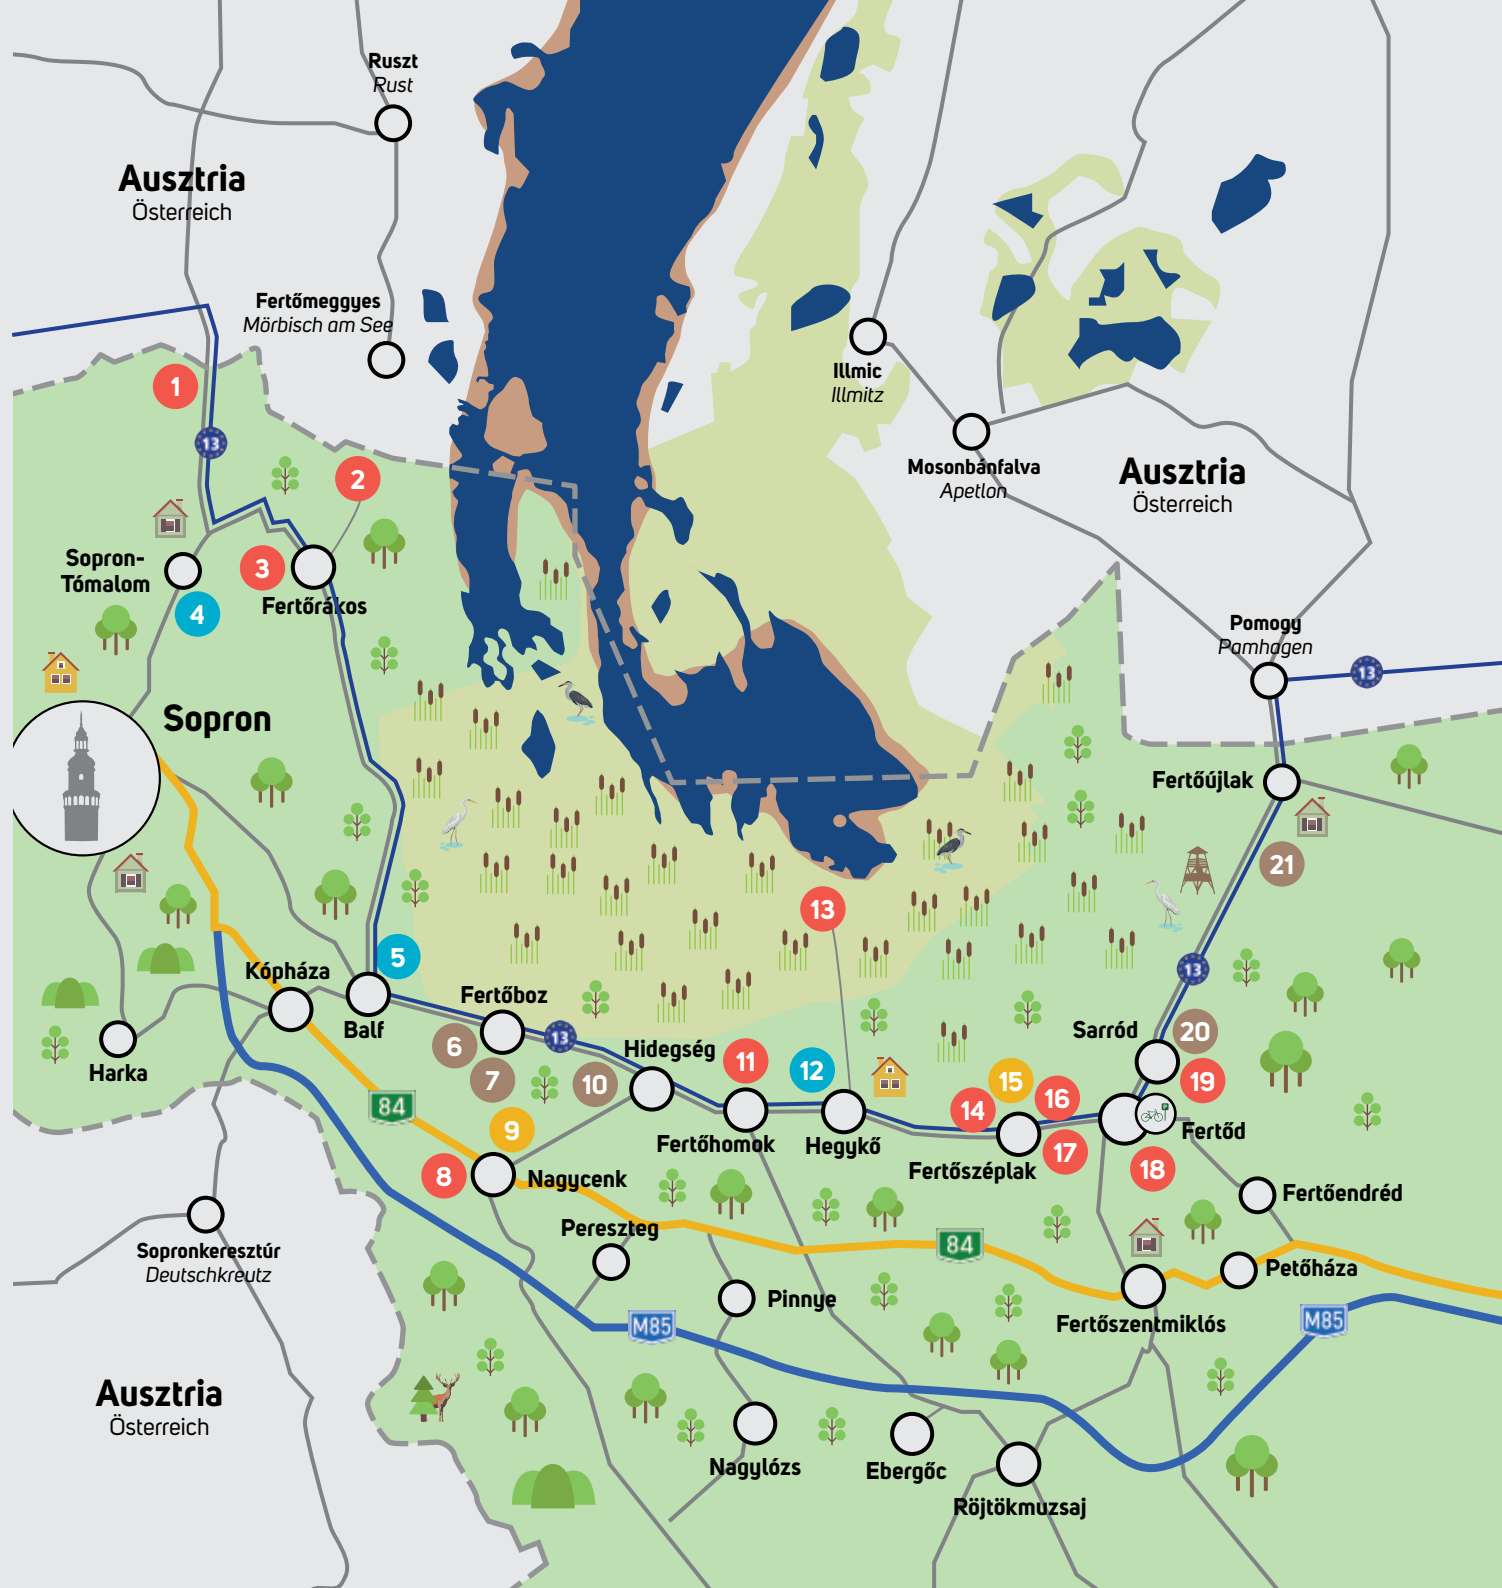 Ruszt
Rust
Ausztria
Österreich
Fertőmeggyes
Mörbisch am See
Illmic
Illmitz
1
13
Mosonbánfalva
Apetlon
Ausztria
Österreich
2
Sopron-
Tómalom
3
Fertőrákos
4
Pomogy
Pamhagen
13
Sopron
Fertőújlak
21
13
5
Kópháza
Balf
Fertőboz
13
Harka
6
7
Hidegség
10
11
12
Sarród
20
13
19
15
14
16
84
9
Fertőhomok
Hegykő
Fertőszéplak
17
Fertőd
18
8
Nagycenk
Fertőendréd
Pereszteg
84
Sopronkeresztúr
Deutschkreutz
Petőháza
Pinnye
M85
Fertőszentmiklós
M85
Ausztria
Österreich
Nagylózs
Ebergőc
Röjtökmuzsaj